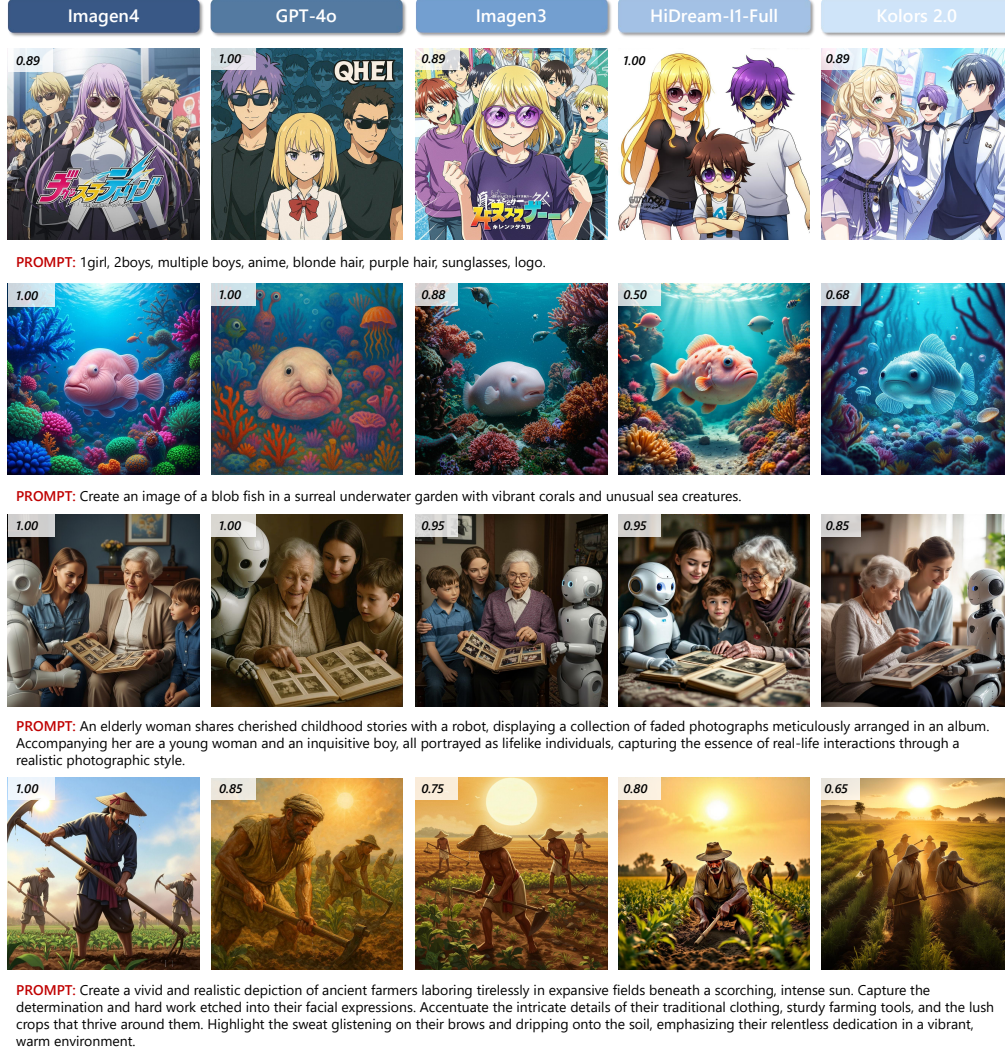 Imagen4 GPT-4o Imagen3 HiDream-I1-Full Kolors 2.0
0.89 1.00 0.89 1.00 0.89
QHEI
PROMPT: 1girl, 2boys, multiple boys, anime, blonde hair, purple hair, sunglasses, logo.
1.00 1.00 0.88 0.50 0.68
PROMPT: Create an image of a blob fish in a surreal underwater garden with vibrant corals and unusual sea creatures.
1.00 1.00 0.95 0.95 0.85
PROMPT: An elderly woman shares cherished childhood stories with a robot, displaying a collection of faded photographs meticulously arranged in an album.
Accompanying her are a young woman and an inquisitive boy, all portrayed as lifelike individuals, capturing the essence of real-life interactions through a
realistic photographic style.
1.00 0.85 0.75 0.80 0.65
PROMPT: Create a vivid and realistic depiction of ancient farmers laboring tirelessly in expansive fields beneath a scorching, intense sun. Capture the
determination and hard work etched into their facial expressions. Accentuate the intricate details of their traditional clothing, sturdy farming tools, and the lush
crops that thrive around them. Highlight the sweat glistening on their brows and dripping onto the soil, emphasizing their relentless dedication in a vibrant,
warm environment.